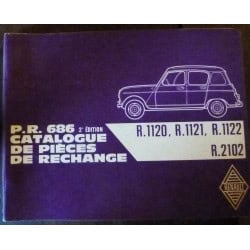 P.R. 686 2e ÉDITION
CATALOGUE
DE PIÈCES
DE RECHANGE
R.1120, R.1121, R.1122
R.2102
RENAULT